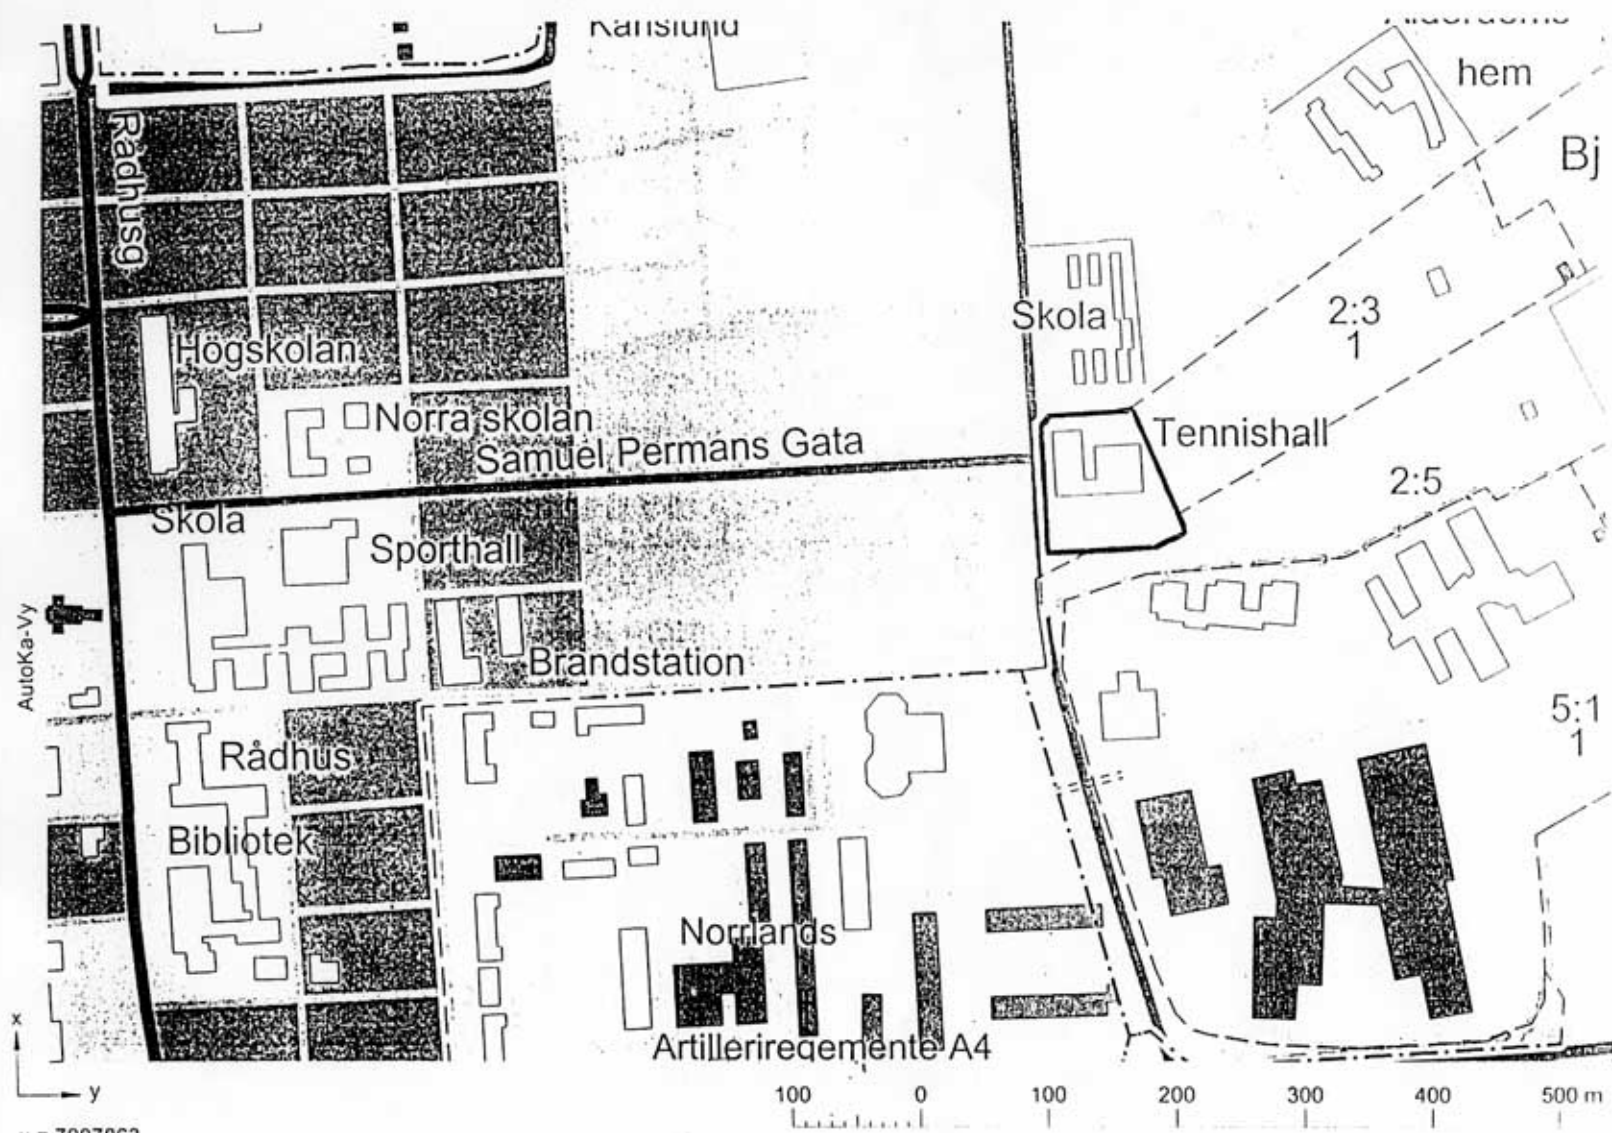 Karlslund
hem
Bj
Rådhusg
Skola
2:3
1
Högskolan
Norra skolan
Samuel Permans Gata
Tennishall
2:5
Skola
Sporthall
AutoKa-Vy
Brandstation
5:1
1
Rådhus
Bibliotek
Norrlands
Artilleriregemente A4
x
y
100 0 100 200 300 400 500 m